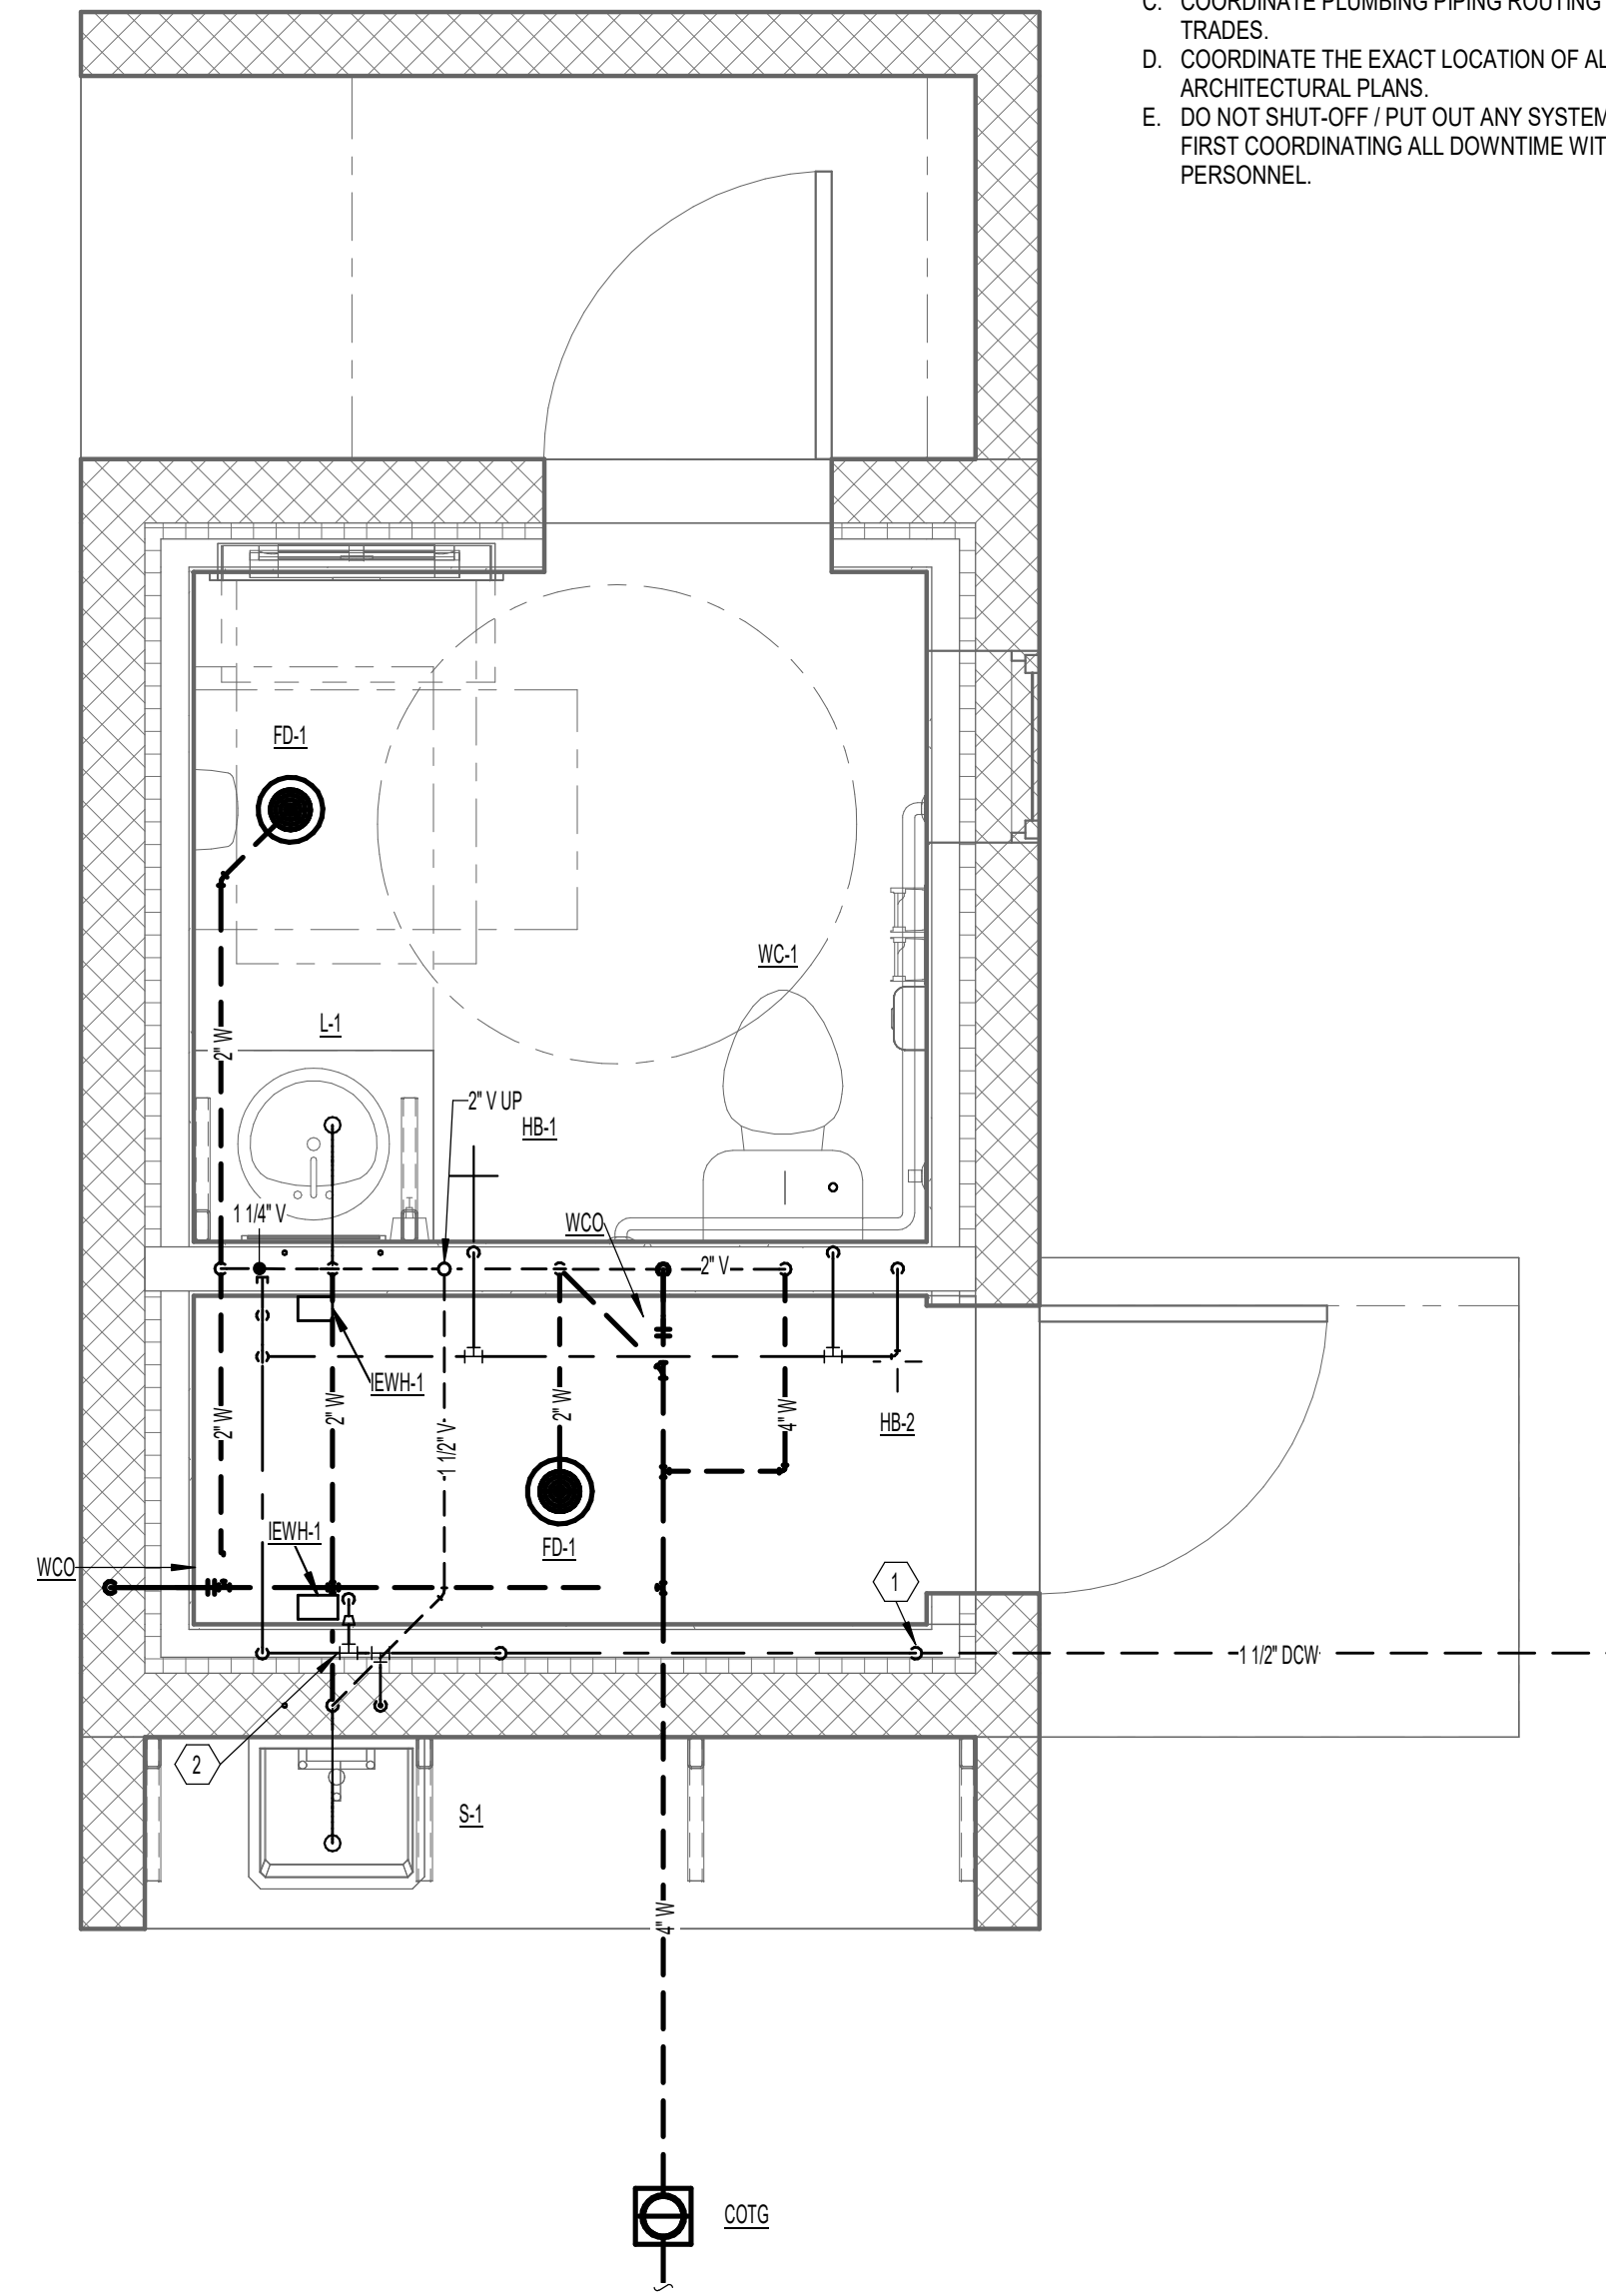 C. COORDINATE PLUMBING PIPING ROUTING
TRADES.
D. COORDINATE THE EXACT LOCATION OF AL
ARCHITECTURAL PLANS.
E. DO NOT SHUT-OFF / PUT OUT ANY SYSTEM
FIRST COORDINATING ALL DOWNTIME WIT
PERSONNEL.
FD-1
WC-1
L-1
2" W
2" V UP
HB-1
1 1/4" V
WCO
2" V
IEWH-1
2" W
2" W
1 1/2" V
2" W
4" W
HB-2
IEWH-1
FD-1
WCO
1
1 1/2" DCW
2
S-1
4" W
COTG